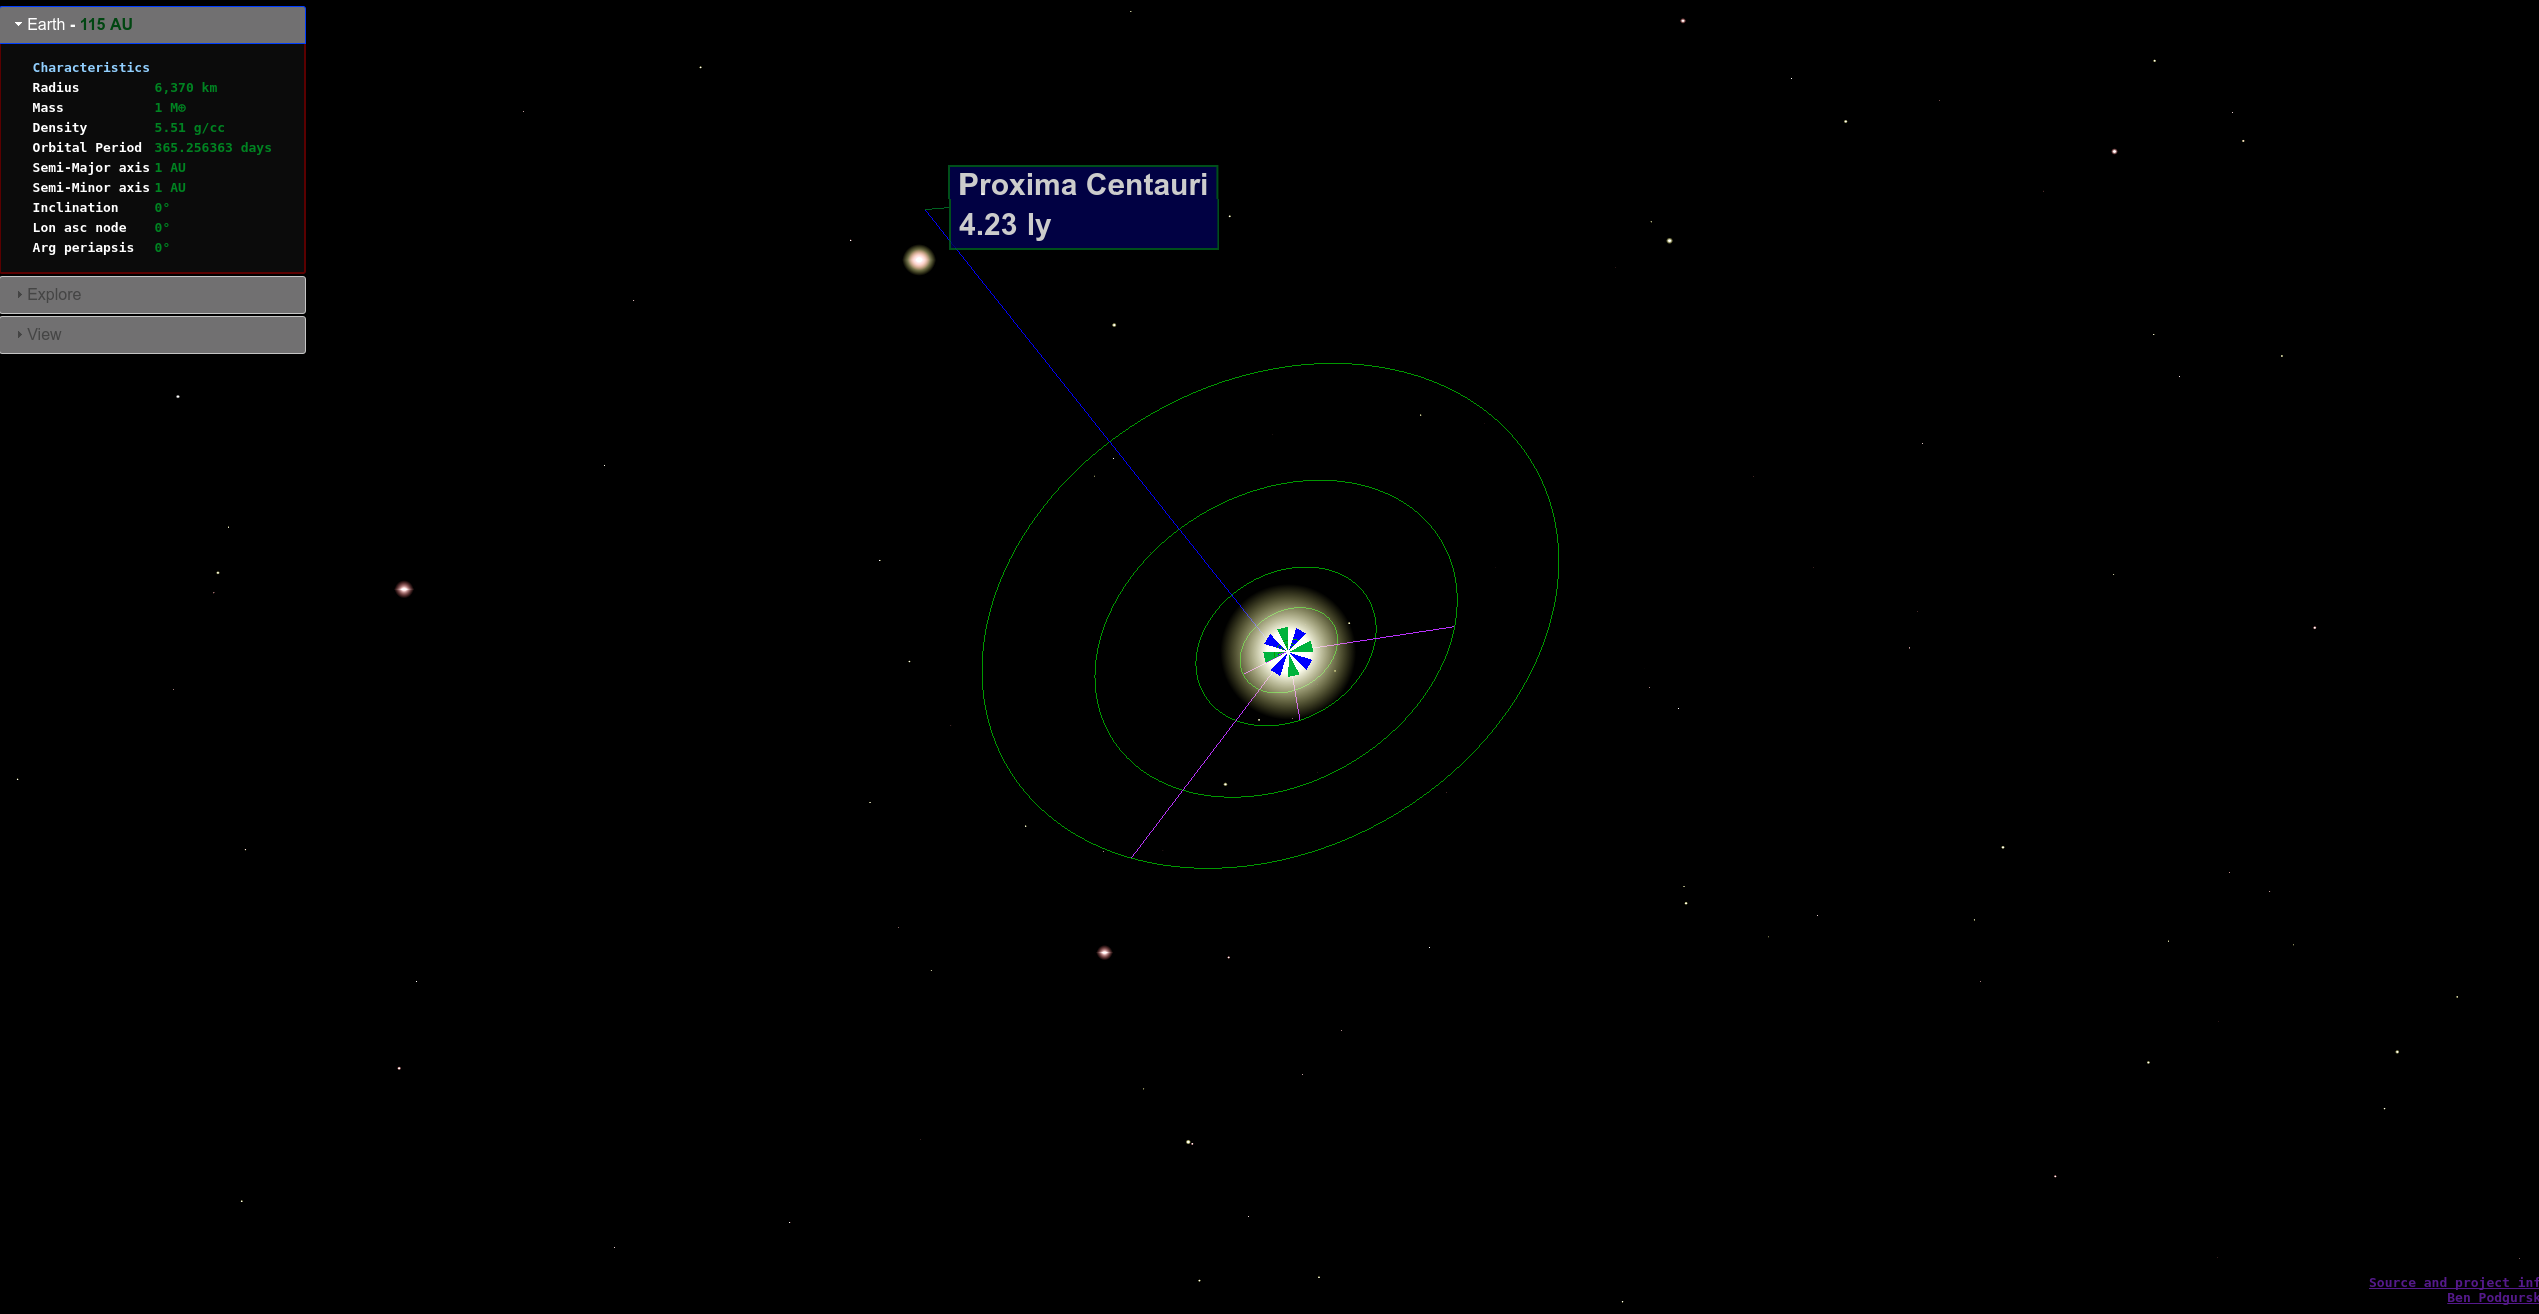 Earth - 115 AU
Characteristics
Radius 6,370 km
Mass 1 M⊕
Density 5.51 g/cc
Orbital Period 365.256363 days
Semi-Major axis 1 AU
Semi-Minor axis 1 AU
Inclination 0°
Lon asc node 0°
Arg periapsis 0°
Explore
View
Proxima Centauri
4.23 ly
Source and project inf
Ben Podgursk